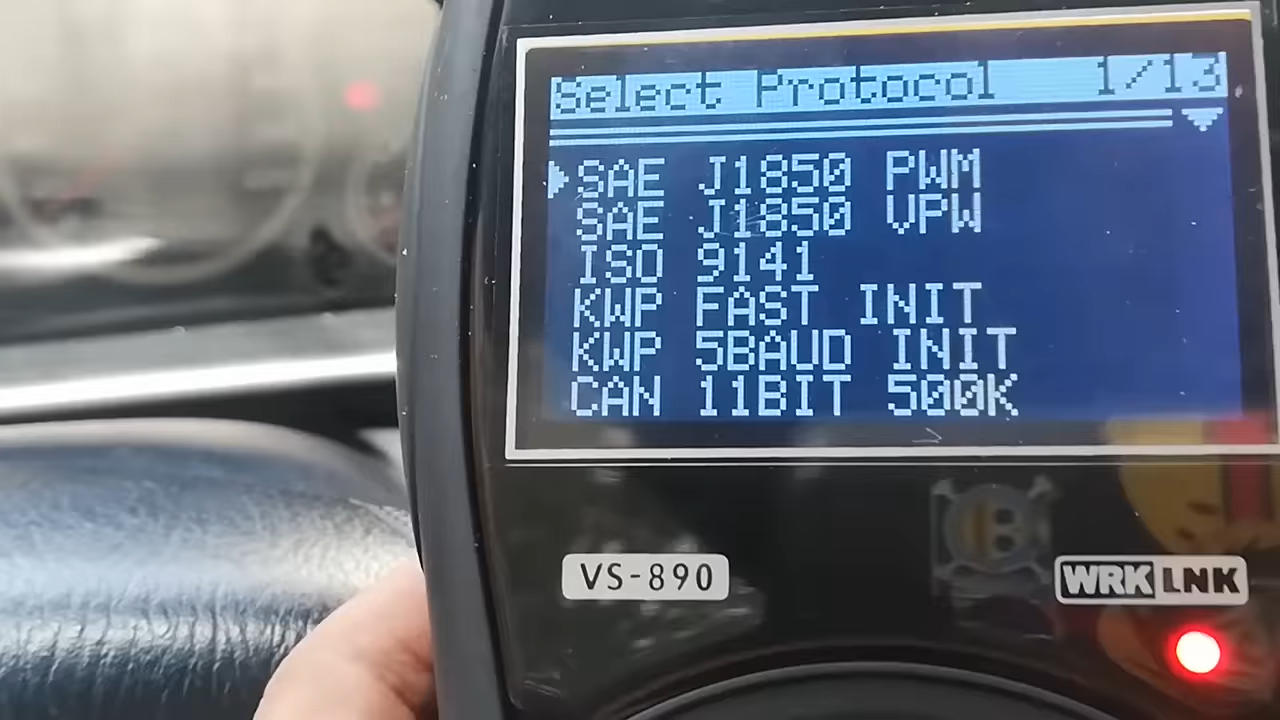 Select Protocol 1/13
SAE J1850 PWM
SAE J1850 VPW
ISO 9141
KWP FAST INIT
KWP 5BAUD INIT
CAN 11BIT 500K
VS-890
WRK LNK